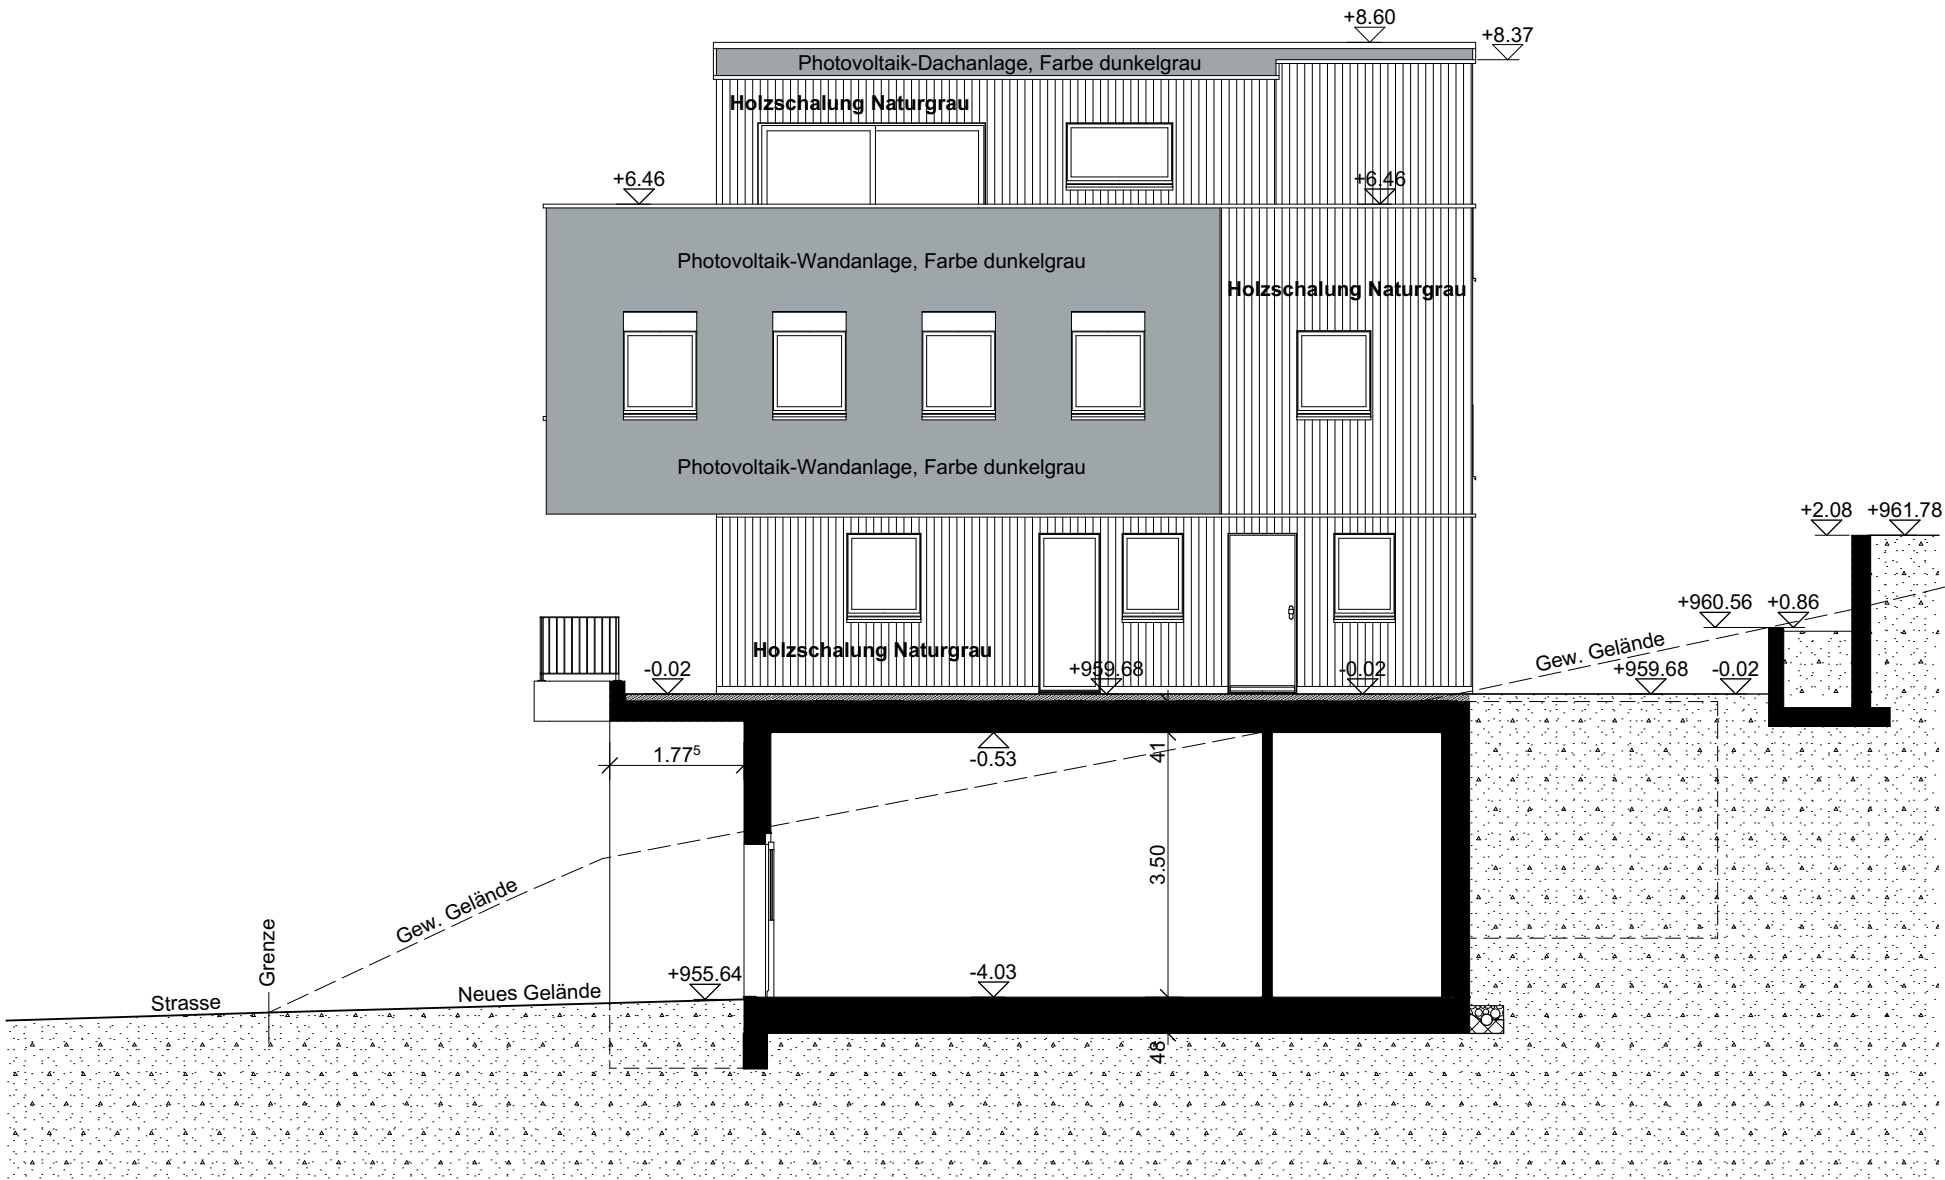 +8.60
+8.37
Photovoltaik-Dachanlage, Farbe dunkelgrau
Holzschalung Naturgrau
+6.46
+6.46
Photovoltaik-Wandanlage, Farbe dunkelgrau
Holzschalung Naturgrau
Photovoltaik-Wandanlage, Farbe dunkelgrau
+2.08 +961.78
+960.56 +0.86
Holzschalung Naturgrau
Gew. Gelände
-0.02
+959.68
-0.02
+959.68
-0.02
1.77⁵
-0.53
41
3.50
Gew. Gelände
Grenze
+955.64
-4.03
Strasse
Neues Gelände
48